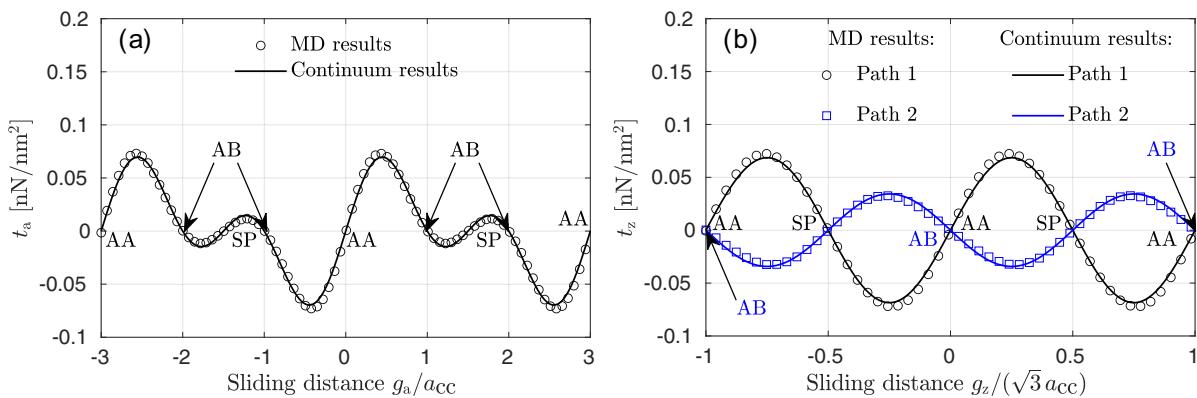 (a)
MD results
Continuum results
AB
AB
AA
SP
AA
SP
AA
0.2
0.15
0.1
0.05
0
-0.05
-0.1
t_a [nN/nm²]
-3 -2 -1 0 1 2 3
Sliding distance g_a/a_CC
(b)
MD results: Continuum results:
Path 1 Path 1
Path 2 Path 2
AB
AA SP AB AA SP AA
AB
0.2
0.15
0.1
0.05
0
-0.05
-0.1
t_z [nN/nm²]
-1 -0.5 0 0.5 1
Sliding distance g_z/(√3 a_CC)